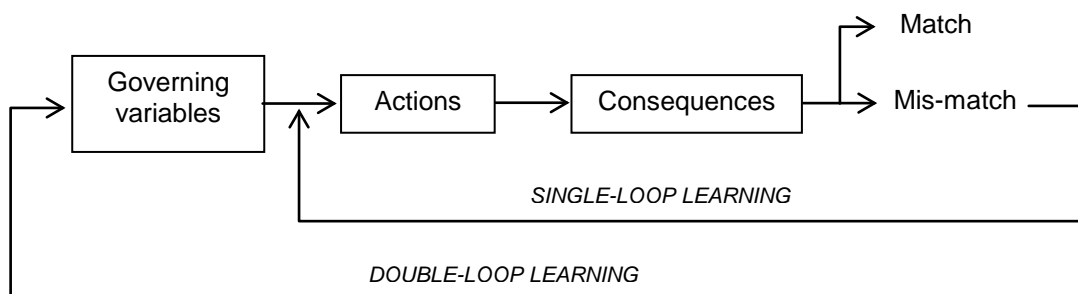 Match
Governing
variables
Actions
Consequences
Mis-match
SINGLE-LOOP LEARNING
DOUBLE-LOOP LEARNING